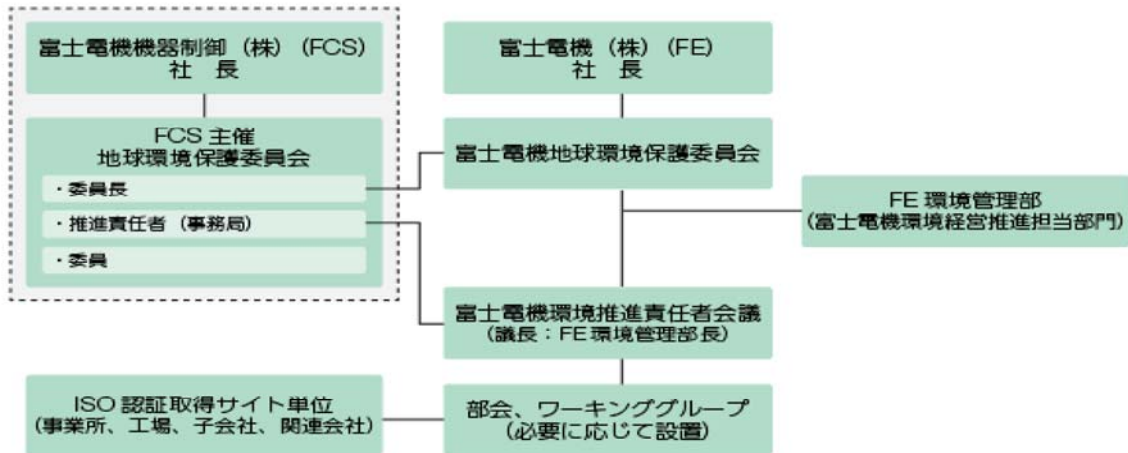 富士電機機器制御（株）（FCS）
社　長
FCS 主催
地球環境保護委員会
・委員長
・推進責任者（事務局）
・委員
富士電機（株）（FE）
社　長
富士電機地球環境保護委員会
FE 環境管理部
（富士電機環境経営推進担当部門）
富士電機環境推進責任者会議
（議長：FE 環境管理部長）
ISO 認証取得サイト単位
（事業所、工場、子会社、関連会社）
部会、ワーキンググループ
（必要に応じて設置）